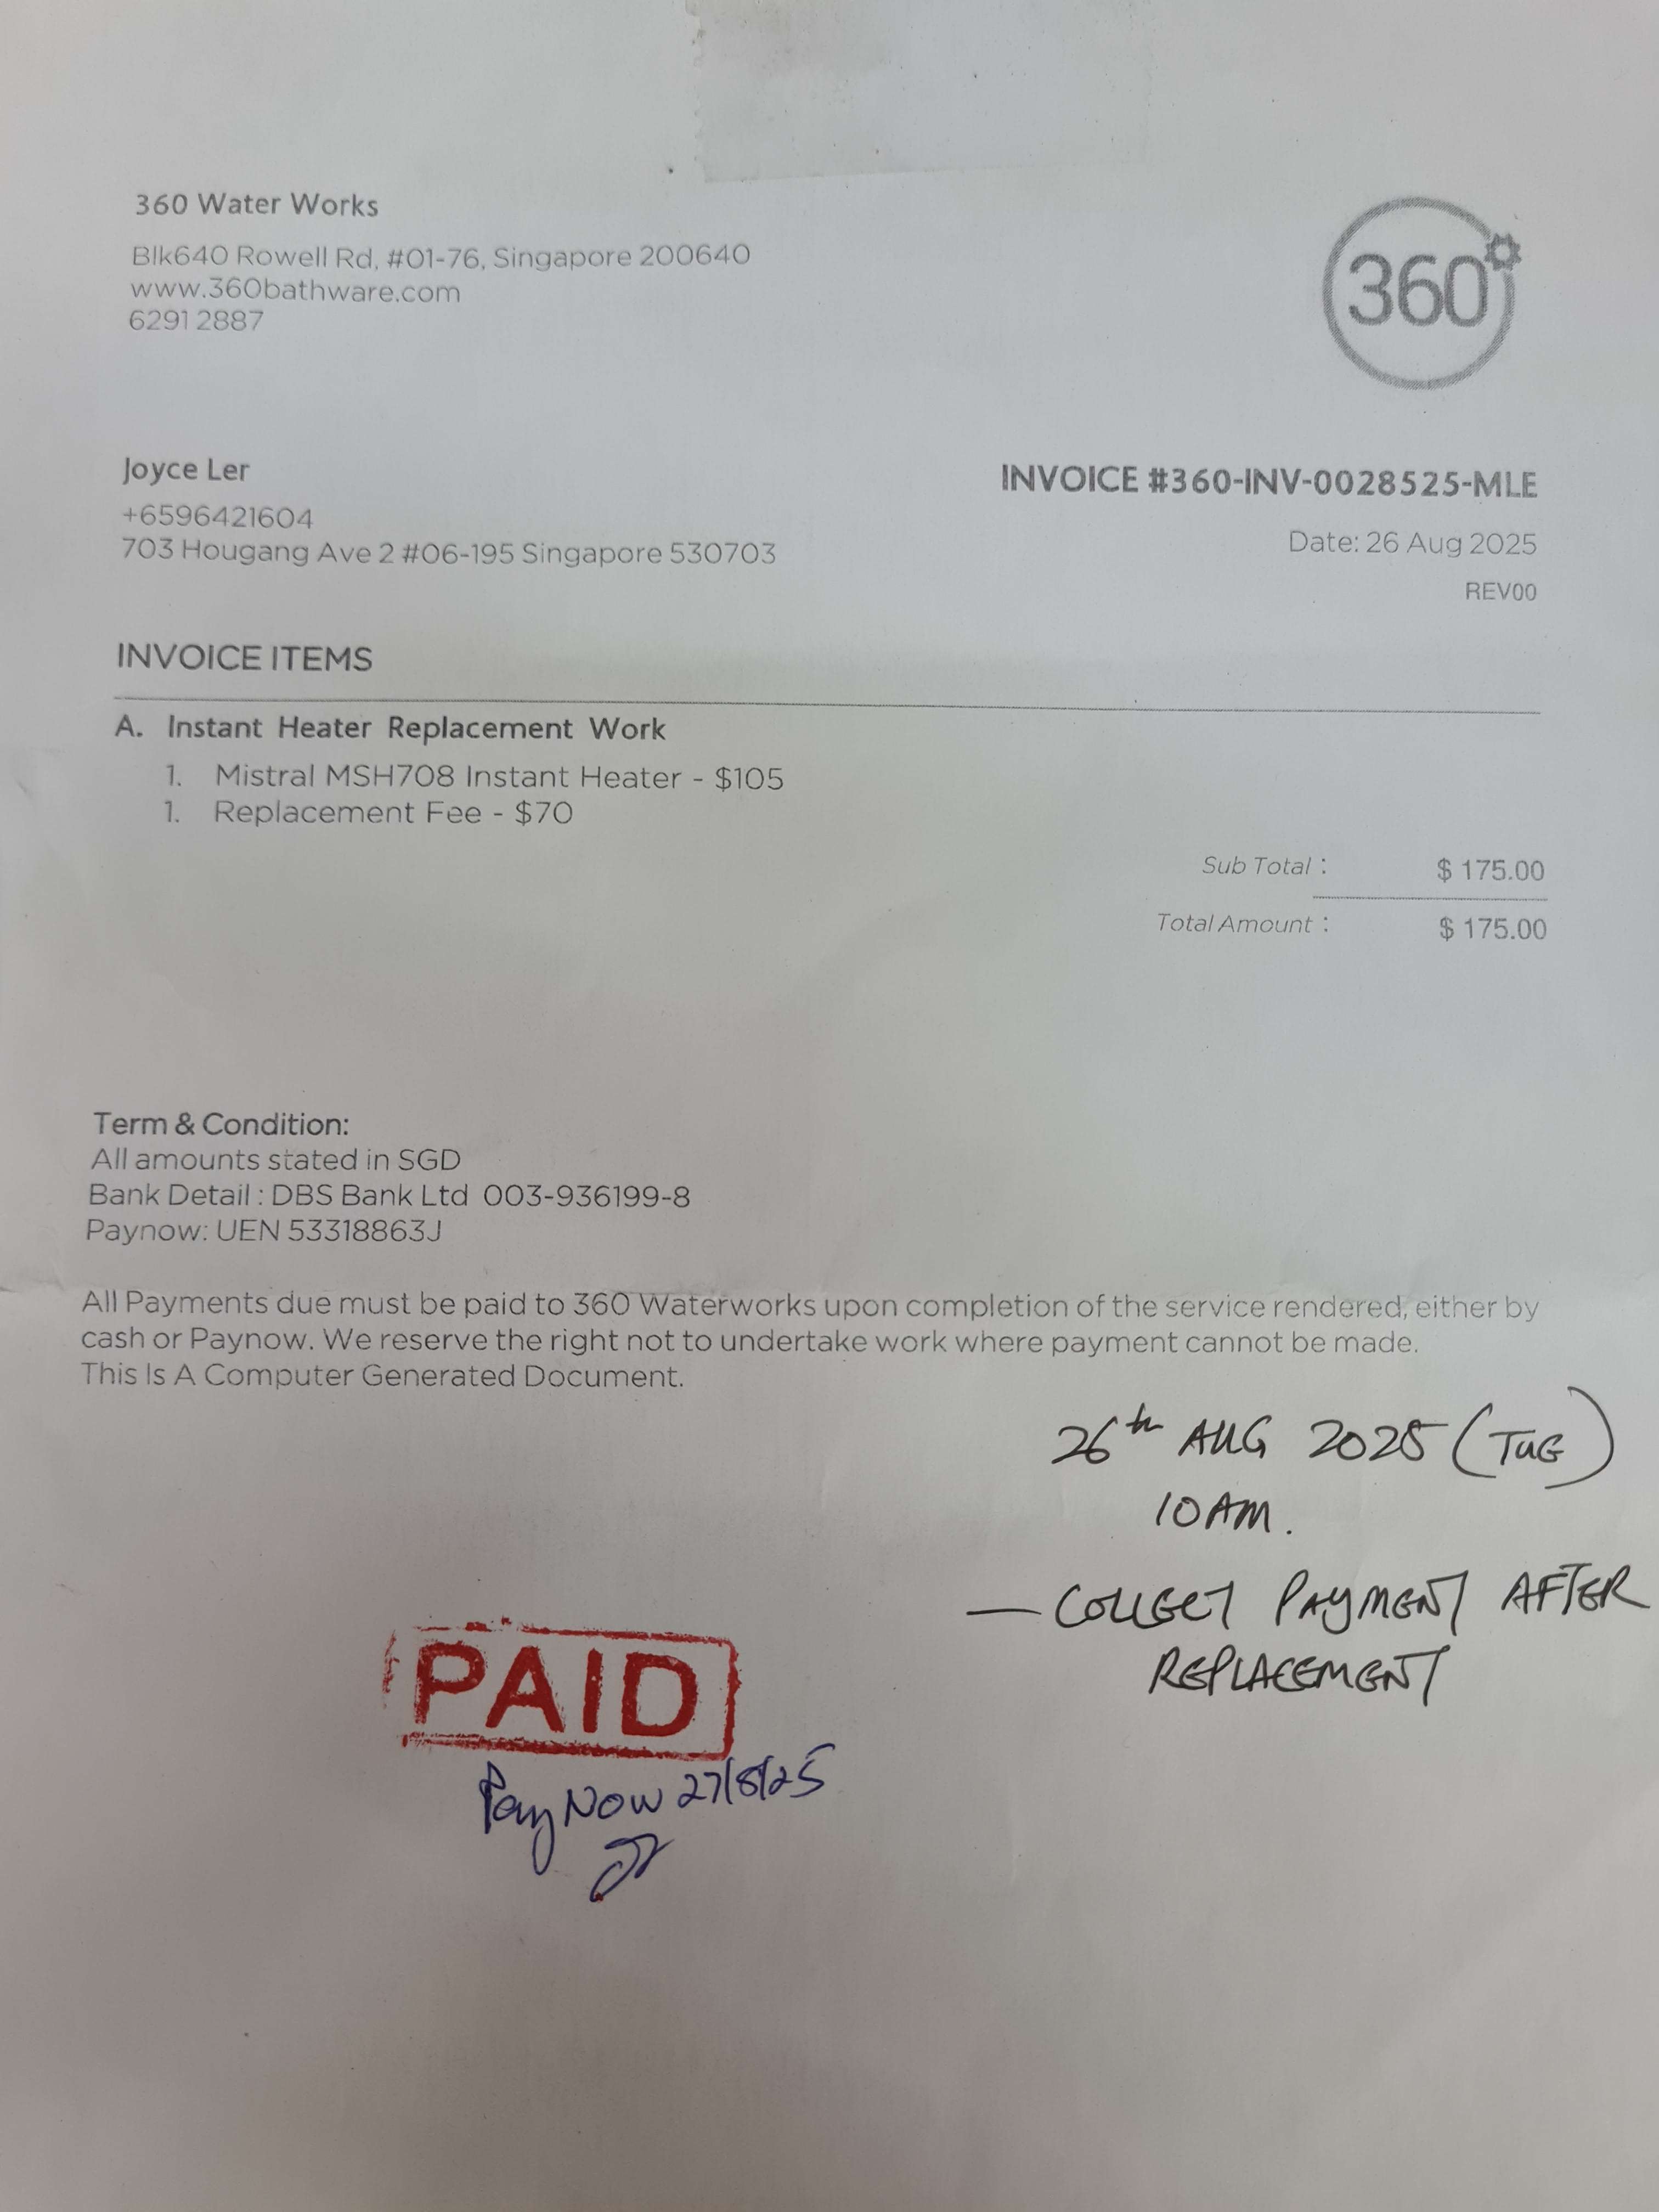 360 Water Works
Blk640 Rowell Rd, #01-76, Singapore 200640
www.360bathware.com
6291 2887
360
Joyce Ler
+6596421604
703 Hougang Ave 2 #06-195 Singapore 530703
INVOICE #360-INV-0028525-MLE
Date: 26 Aug 2025
REV00
INVOICE ITEMS
A. Instant Heater Replacement Work
1. Mistral MSH708 Instant Heater - $105
1. Replacement Fee - $70
Sub Total : $ 175.00
Total Amount : $ 175.00
Term & Condition:
All amounts stated in SGD
Bank Detail : DBS Bank Ltd 003-936199-8
Paynow: UEN 53318863J
All Payments due must be paid to 360 Waterworks upon completion of the service rendered, either by
cash or Paynow. We reserve the right not to undertake work where payment cannot be made.
This Is A Computer Generated Document.
26th AUG 2025 (TUE)
10AM.
— COLLECT PAYMENT AFTER
REPLACEMENT
PAID
PayNow 27/8/25